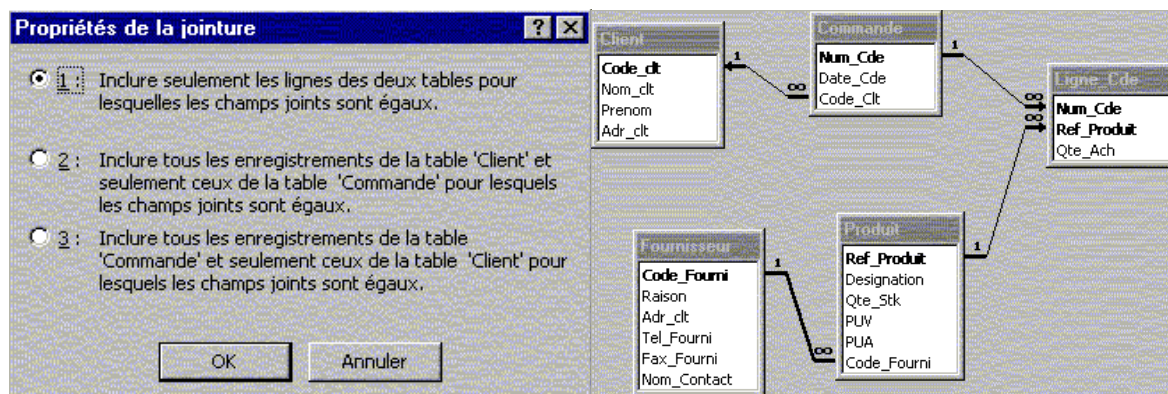 Propriétés de la jointure
1 : Inclure seulement les lignes des deux tables pour
lesquelles les champs joints sont égaux.
2 : Inclure tous les enregistrements de la table 'Client' et
seulement ceux de la table 'Commande' pour lesquels
les champs joints sont égaux.
3 : Inclure tous les enregistrements de la table
'Commande' et seulement ceux de la table 'Client' pour
lesquels les champs joints sont égaux.
OK
Annuler
Client
Code_clt
Nom_clt
Prenom
Adr_clt
1
∞
Commande
Num_Cde
Date_Cde
Code_Clt
1
∞
∞
Ligne_Cde
Num_Cde
Ref_Produit
Qte_Ach
Fournisseur
Code_Fourni
Raison
Adr_clt
Tel_Fourni
Fax_Fourni
Nom_Contact
1
∞
Produit
Ref_Produit
Designation
Qte_Stk
PUV
PUA
Code_Fourni
1